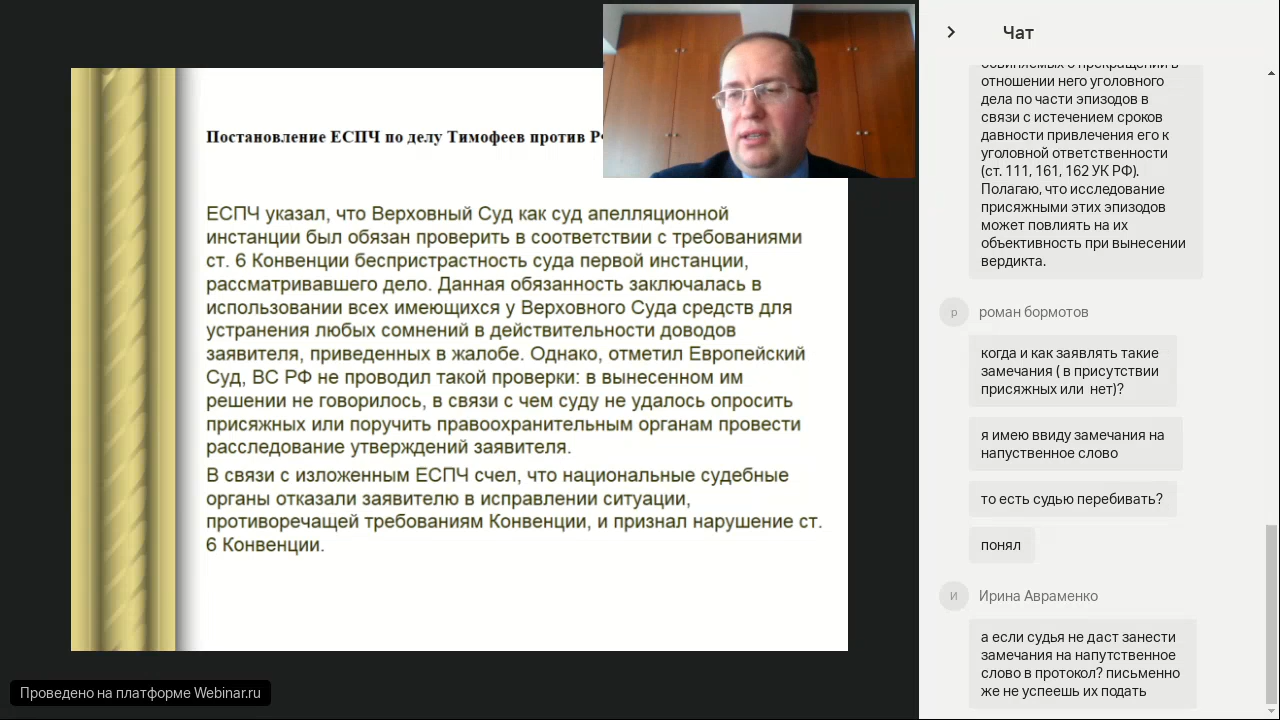 Постановление ЕСПЧ по делу Тимофеев против
ЕСПЧ указал, что Верховный Суд как суд апелляционной
инстанции был обязан проверить в соответствии с требованиями
ст. 6 Конвенции беспристрастность суда первой инстанции,
рассматривавшего дело. Данная обязанность заключалась в
использовании всех имеющихся у Верховного Суда средств для
устранения любых сомнений в действительности доводов
заявителя, приведенных в жалобе. Однако, отметил Европейский
Суд, ВС РФ не проводил такой проверки: в вынесенном им
решении не говорилось, в связи с чем суду не удалось опросить
присяжных или поручить правоохранительным органам провести
расследование утверждений заявителя.
В связи с изложенным ЕСПЧ счел, что национальные судебные
органы отказали заявителю в исправлении ситуации,
противоречащей требованиям Конвенции, и признал нарушение ст.
6 Конвенции.
Проведено на платформе Webinar.ru
Чат
обвиняемых о прекращении в
отношении него уголовного
дела по части эпизодов в
связи с истечением сроков
давности привлечения его к
уголовной ответственности
(ст. 111, 161, 162 УК РФ).
Полагаю, что исследование
присяжными этих эпизодов
может повлиять на их
объективность при вынесении
вердикта.
р
роман бормотов
когда и как заявлять такие
замечания ( в присутствии
присяжных или нет)?
я имею ввиду замечания на
напуственное слово
то есть судью перебивать?
понял
И
Ирина Авраменко
а если судья не даст занести
замечания на напутственное
слово в протокол? письменно
же не успеешь их подать